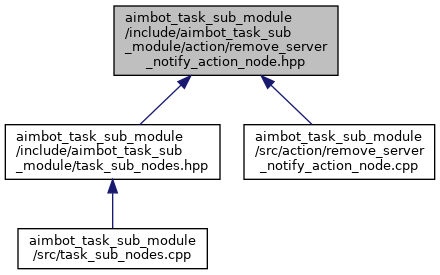 aimbot_task_sub_module
/include/aimbot_task_sub
_module/action/remove_server
_notify_action_node.hpp
aimbot_task_sub_module
/include/aimbot_task_sub
_module/task_sub_nodes.hpp
aimbot_task_sub_module
/src/action/remove_server
_notify_action_node.cpp
aimbot_task_sub_module
/src/task_sub_nodes.cpp